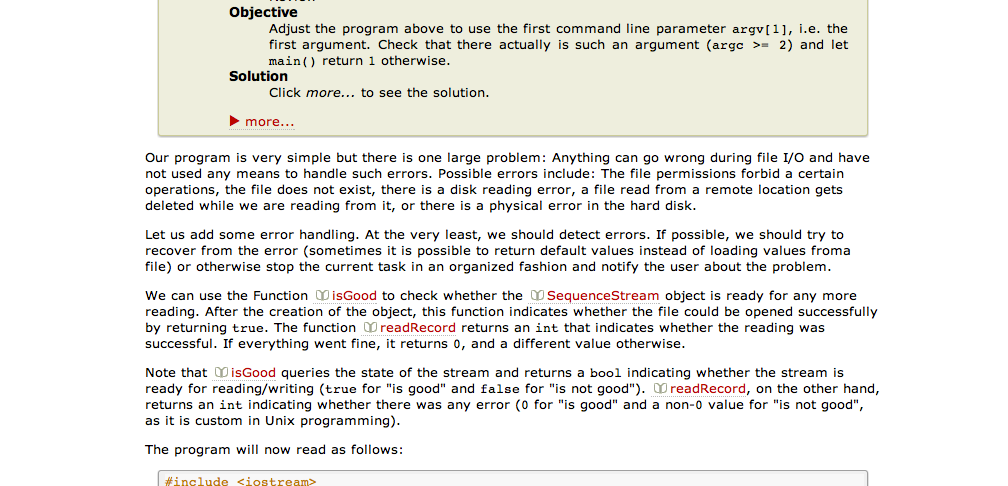 Objective
Adjust the program above to use the first command line parameter argv[1], i.e. the
first argument. Check that there actually is such an argument (argc >= 2) and let
main() return 1 otherwise.
Solution
Click more... to see the solution.
more...
Our program is very simple but there is one large problem: Anything can go wrong during file I/O and have
not used any means to handle such errors. Possible errors include: The file permissions forbid a certain
operations, the file does not exist, there is a disk reading error, a file read from a remote location gets
deleted while we are reading from it, or there is a physical error in the hard disk.
Let us add some error handling. At the very least, we should detect errors. If possible, we should try to
recover from the error (sometimes it is possible to return default values instead of loading values froma
file) or otherwise stop the current task in an organized fashion and notify the user about the problem.
We can use the Function isGood to check whether the SequenceStream object is ready for any more
reading. After the creation of the object, this function indicates whether the file could be opened successfully
by returning true. The function readRecord returns an int that indicates whether the reading was
successful. If everything went fine, it returns 0, and a different value otherwise.
Note that isGood queries the state of the stream and returns a bool indicating whether the stream is
ready for reading/writing (true for "is good" and false for "is not good"). readRecord, on the other hand,
returns an int indicating whether there was any error (0 for "is good" and a non-0 value for "is not good",
as it is custom in Unix programming).
The program will now read as follows:
#include <iostream>